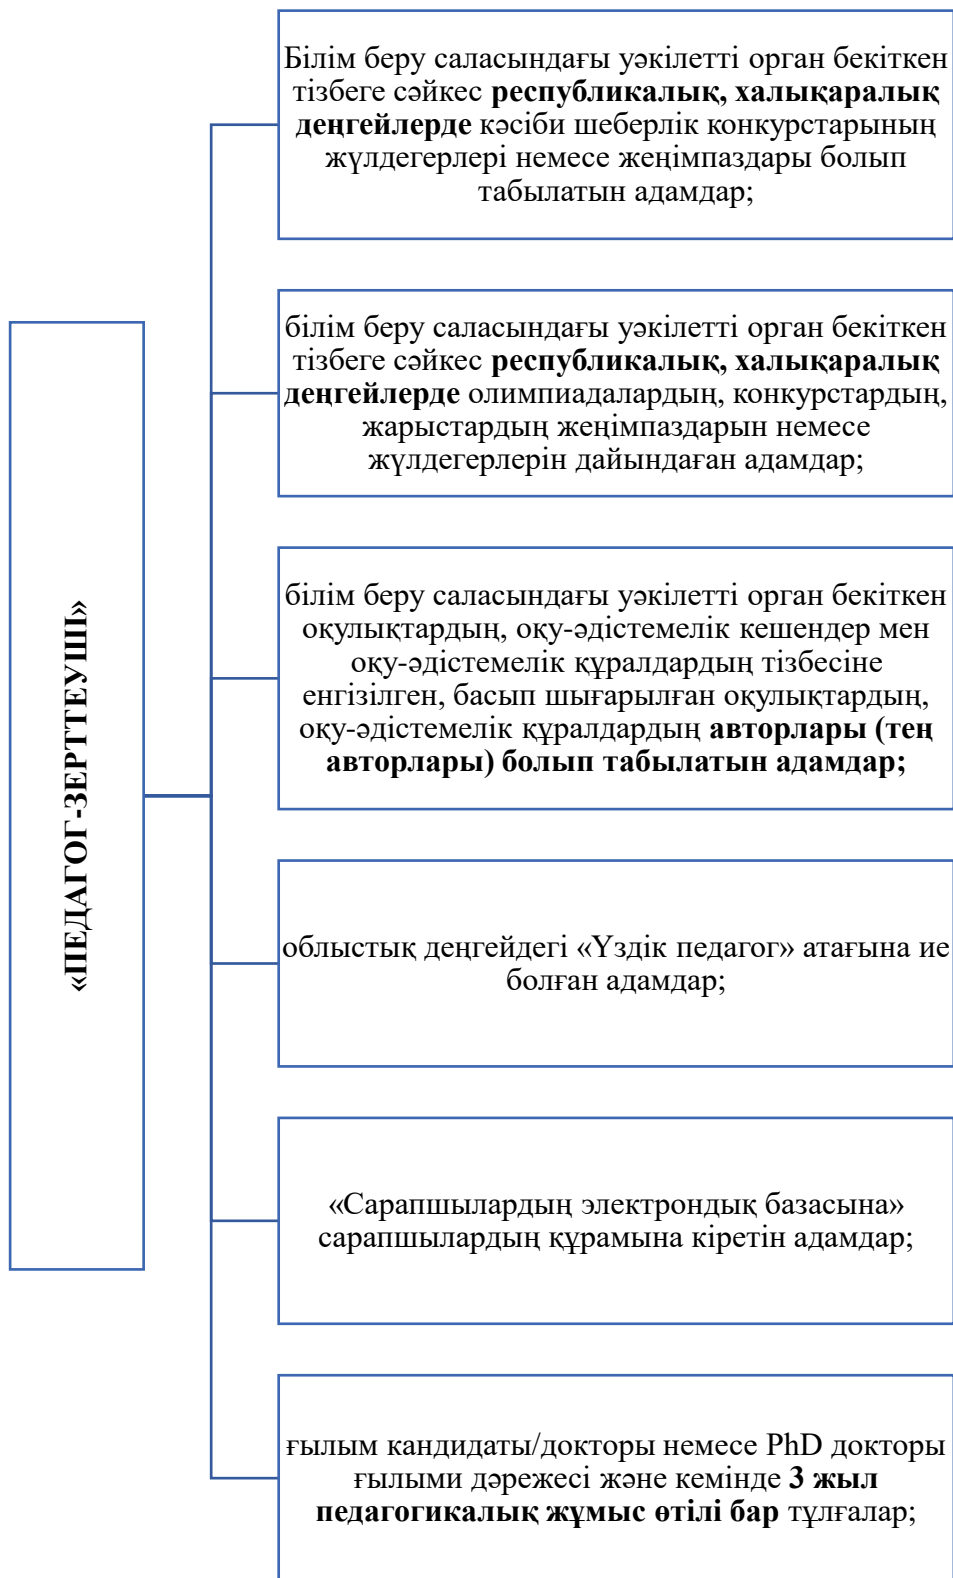 «ПЕДАГОГ-ЗЕРТТЕУШІ»
Білім беру саласындағы уәкілетті орган бекіткен
тізбеге сәйкес республикалық, халықаралық
деңгейлерде кәсіби шеберлік конкурстарының
жүлдегерлері немесе жеңімпаздары болып
табылатын адамдар;
білім беру саласындағы уәкілетті орган бекіткен
тізбеге сәйкес республикалық, халықаралық
деңгейлерде олимпиадалардың, конкурстардың,
жарыстардың жеңімпаздарын немесе
жүлдегерлерін дайындаған адамдар;
білім беру саласындағы уәкілетті орган бекіткен
оқулықтардың, оқу-әдістемелік кешендер мен
оқу-әдістемелік құралдардың тізбесіне
енгізілген, басып шығарылған оқулықтардың,
оқу-әдістемелік құралдардың авторлары (тең
авторлары) болып табылатын адамдар;
облыстық деңгейдегі «Үздік педагог» атағына ие
болған адамдар;
«Сарапшылардың электрондық базасына»
сарапшылардың құрамына кіретін адамдар;
ғылым кандидаты/докторы немесе PhD докторы
ғылыми дәрежесі және кемінде 3 жыл
педагогикалық жұмыс өтілі бар тұлғалар;